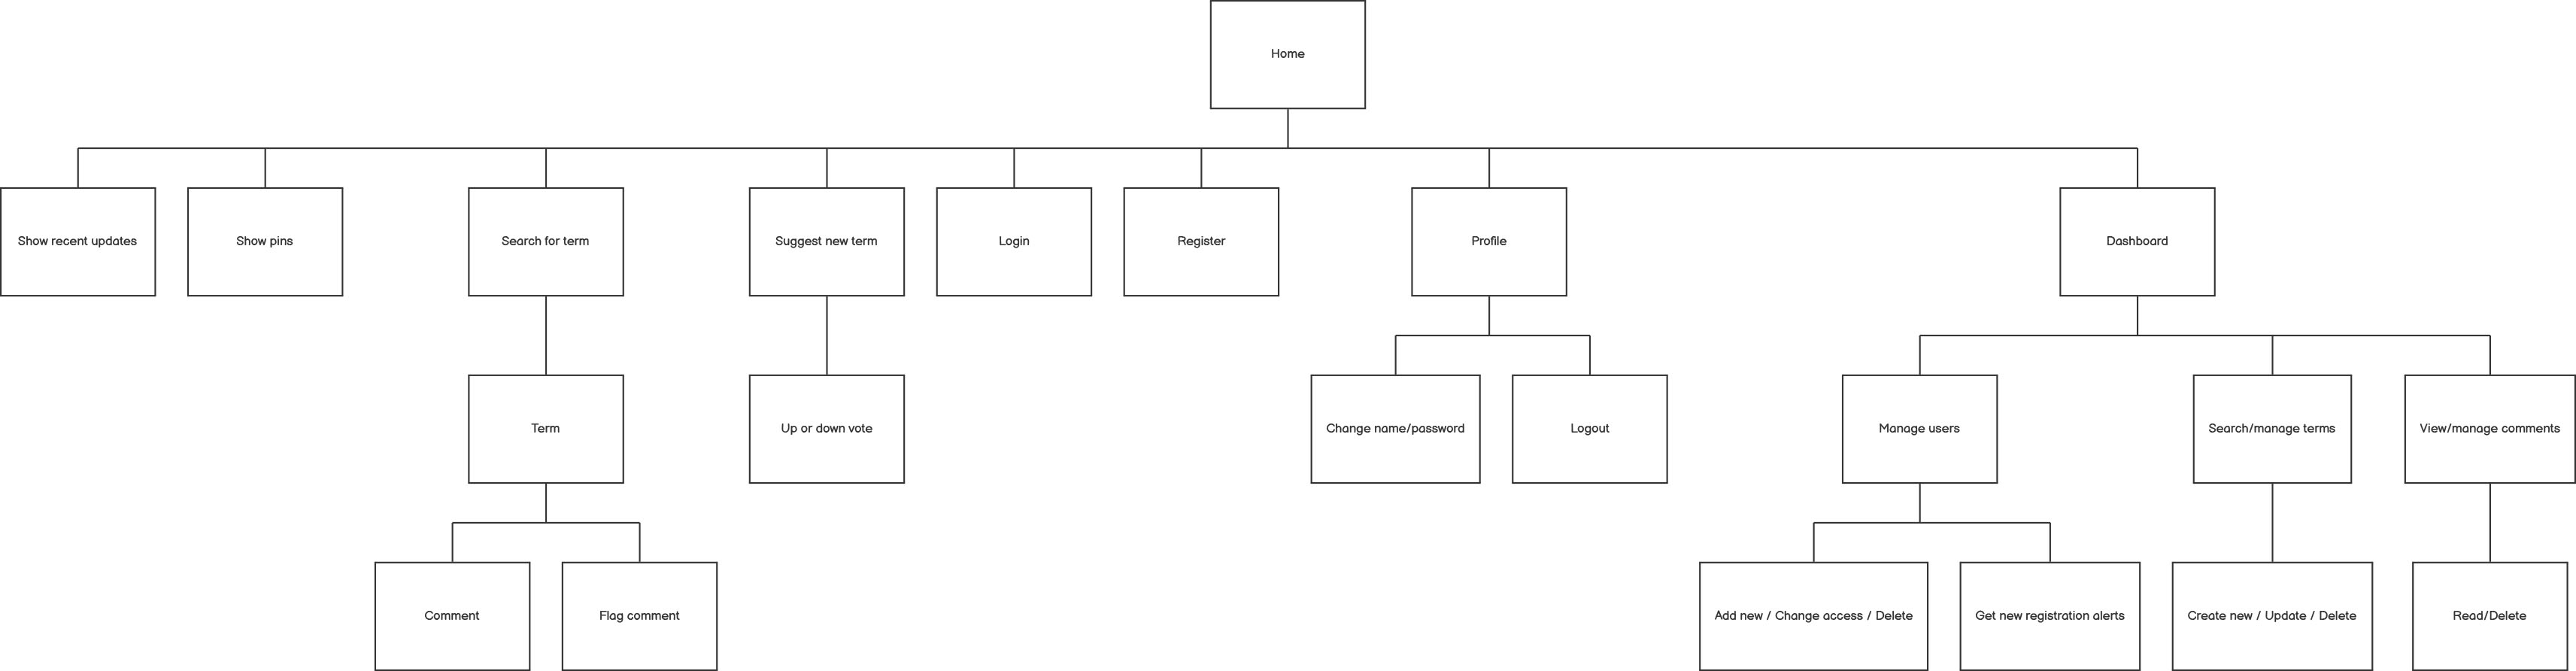 Home
Show recent updates
Show pins
Search for term
Suggest new term
Login
Register
Profile
Dashboard
Term
Up or down vote
Change name/password
Logout
Manage users
Search/manage terms
View/manage comments
Comment
Flag comment
Add new / Change access / Delete
Get new registration alerts
Create new / Update / Delete
Read/Delete